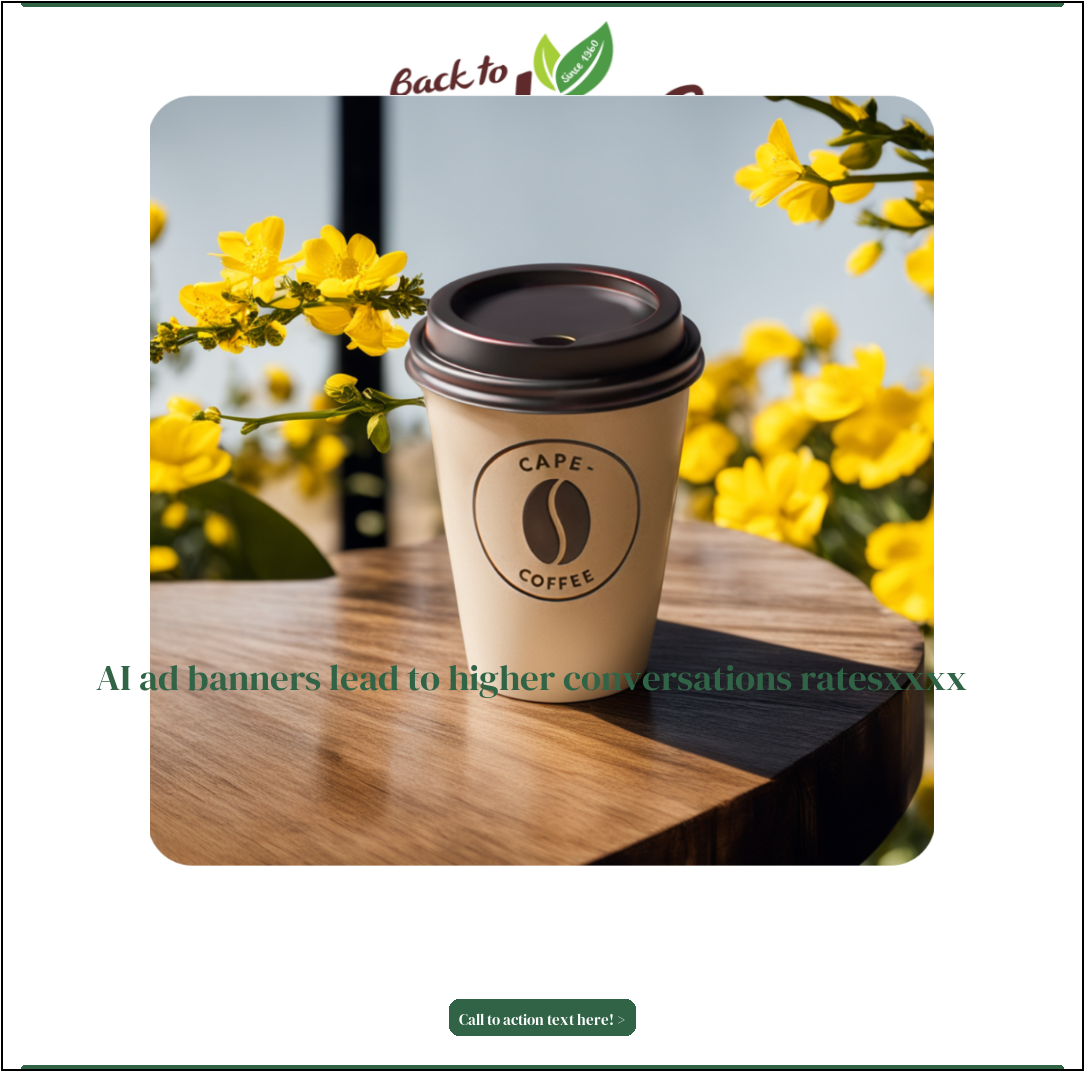 Back to
Since 1960
CAPE-
COFFEE
AI ad banners lead to higher conversations ratesxxxx
Call to action text here! >